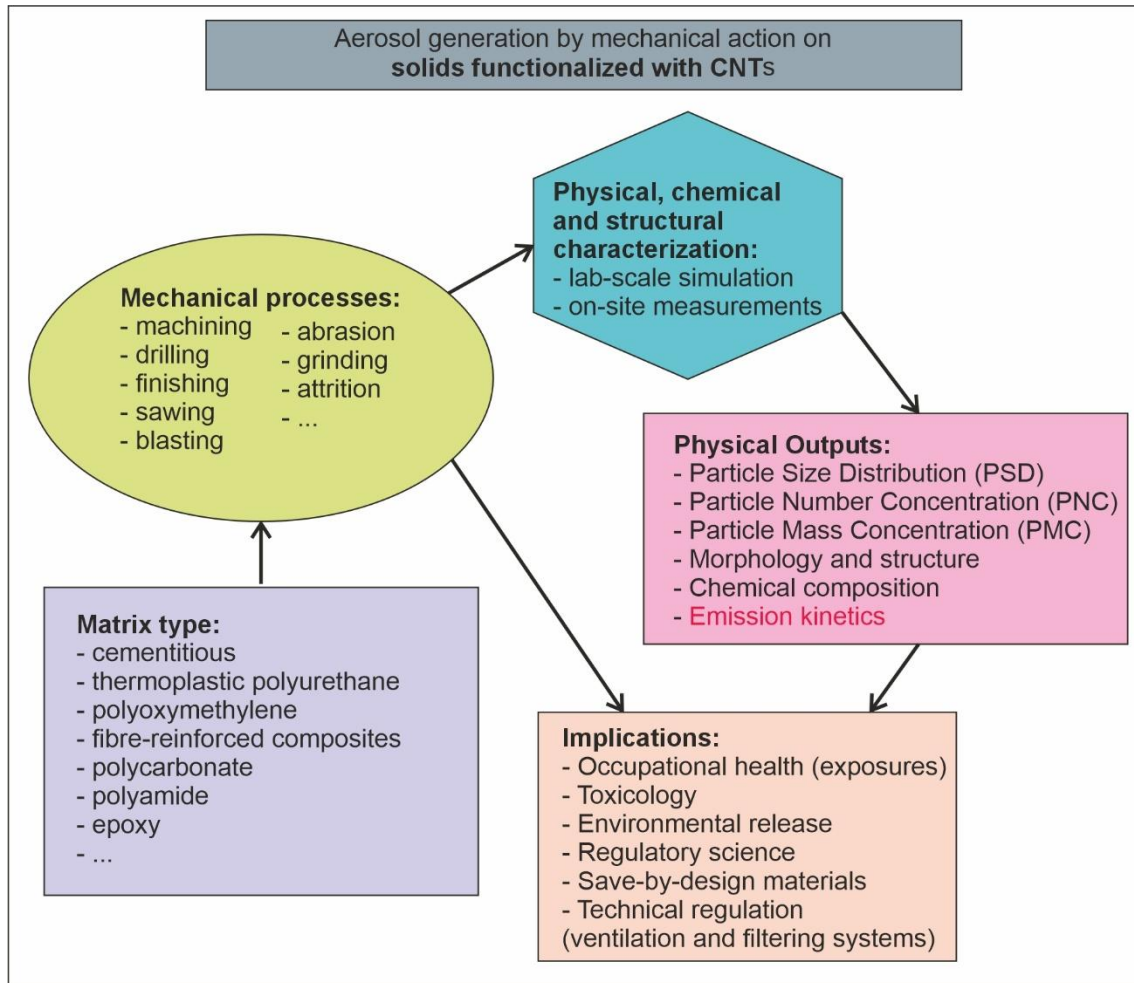 Aerosol generation by mechanical action on
solids functionalized with CNTs
Physical, chemical
and structural
characterization:
- lab-scale simulation
- on-site measurements
Mechanical processes:
- machining
- drilling
- finishing
- sawing
- blasting
- abrasion
- grinding
- attrition
- ...
Physical Outputs:
- Particle Size Distribution (PSD)
- Particle Number Concentration (PNC)
- Particle Mass Concentration (PMC)
- Morphology and structure
- Chemical composition
- Emission kinetics
Matrix type:
- cementitious
- thermoplastic polyurethane
- polyoxymethylene
- fibre-reinforced composites
- polycarbonate
- polyamide
- epoxy
- ...
Implications:
- Occupational health (exposures)
- Toxicology
- Environmental release
- Regulatory science
- Save-by-design materials
- Technical regulation
(ventilation and filtering systems)